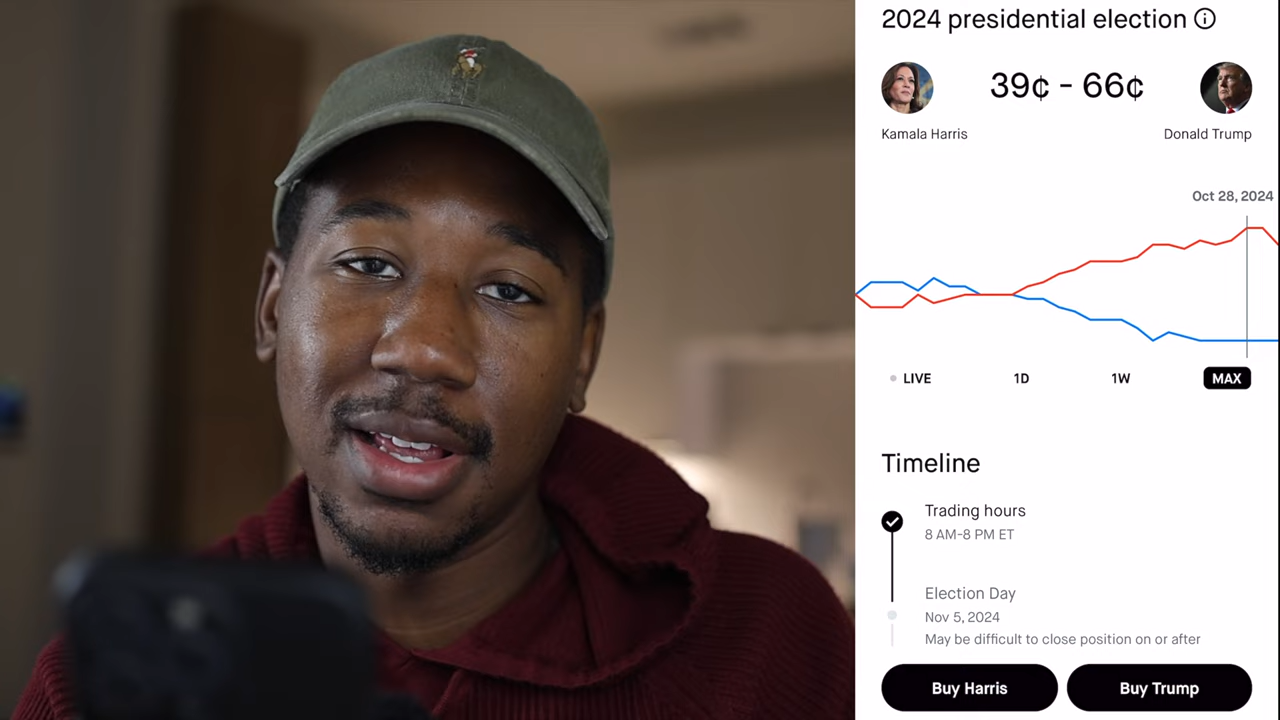 2024 presidential election
39¢ - 66¢
Kamala Harris
Donald Trump
Oct 28, 2024
LIVE
1D
1W
MAX
Timeline
Trading hours
8 AM-8 PM ET
Election Day
Nov 5, 2024
May be difficult to close position on or after
Buy Harris
Buy Trump